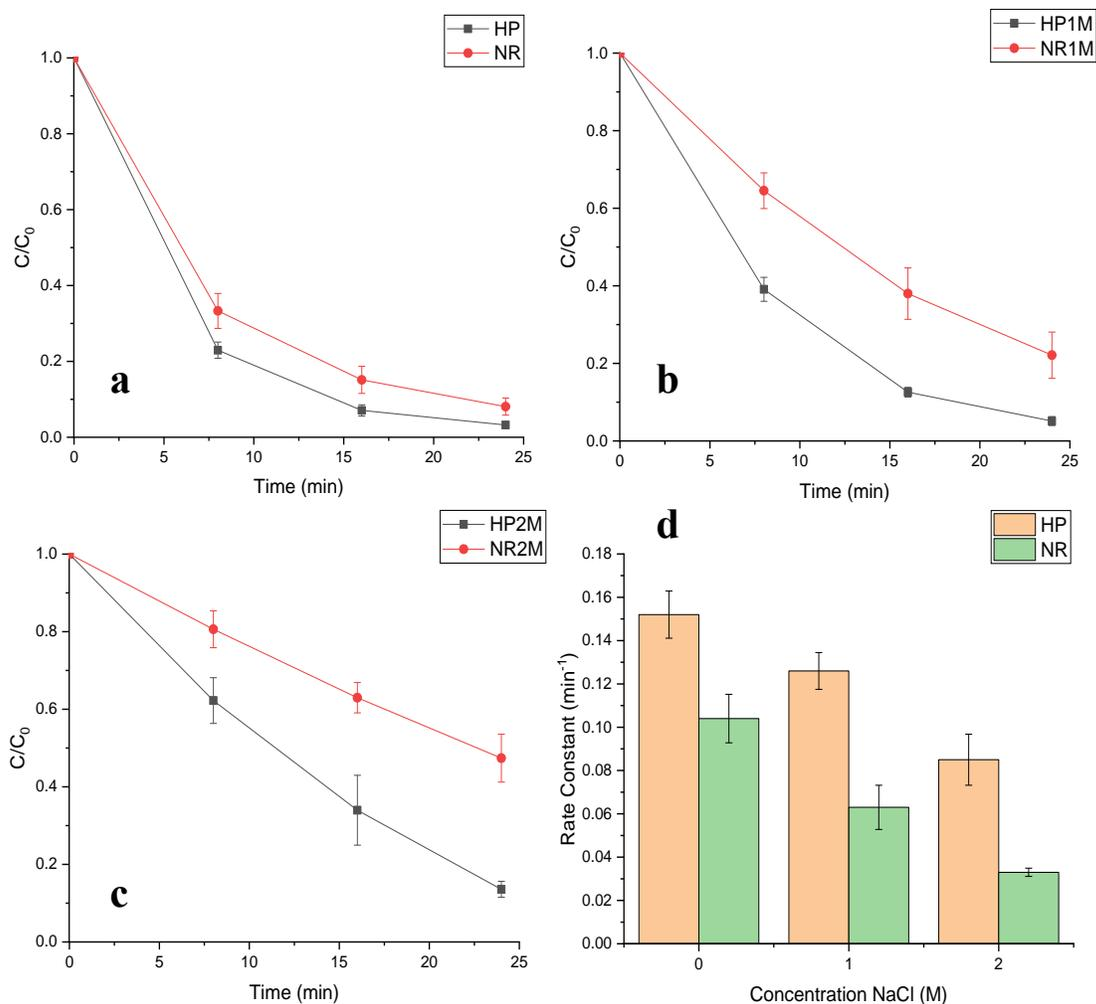 HP
NR
1.0
0.8
0.6
0.4
0.2
0.0
C/C0
a
0 5 10 15 20 25
Time (min)
HP1M
NR1M
1.0
0.8
0.6
0.4
0.2
0.0
C/C0
b
0 5 10 15 20 25
Time (min)
HP2M
NR2M
1.0
0.8
0.6
0.4
0.2
0.0
C/C0
c
0 5 10 15 20 25
Time (min)
d
HP
NR
0.18
0.16
0.14
0.12
0.10
0.08
0.06
0.04
0.02
0.00
Rate Constant (min-1)
0 1 2
Concentration NaCl (M)